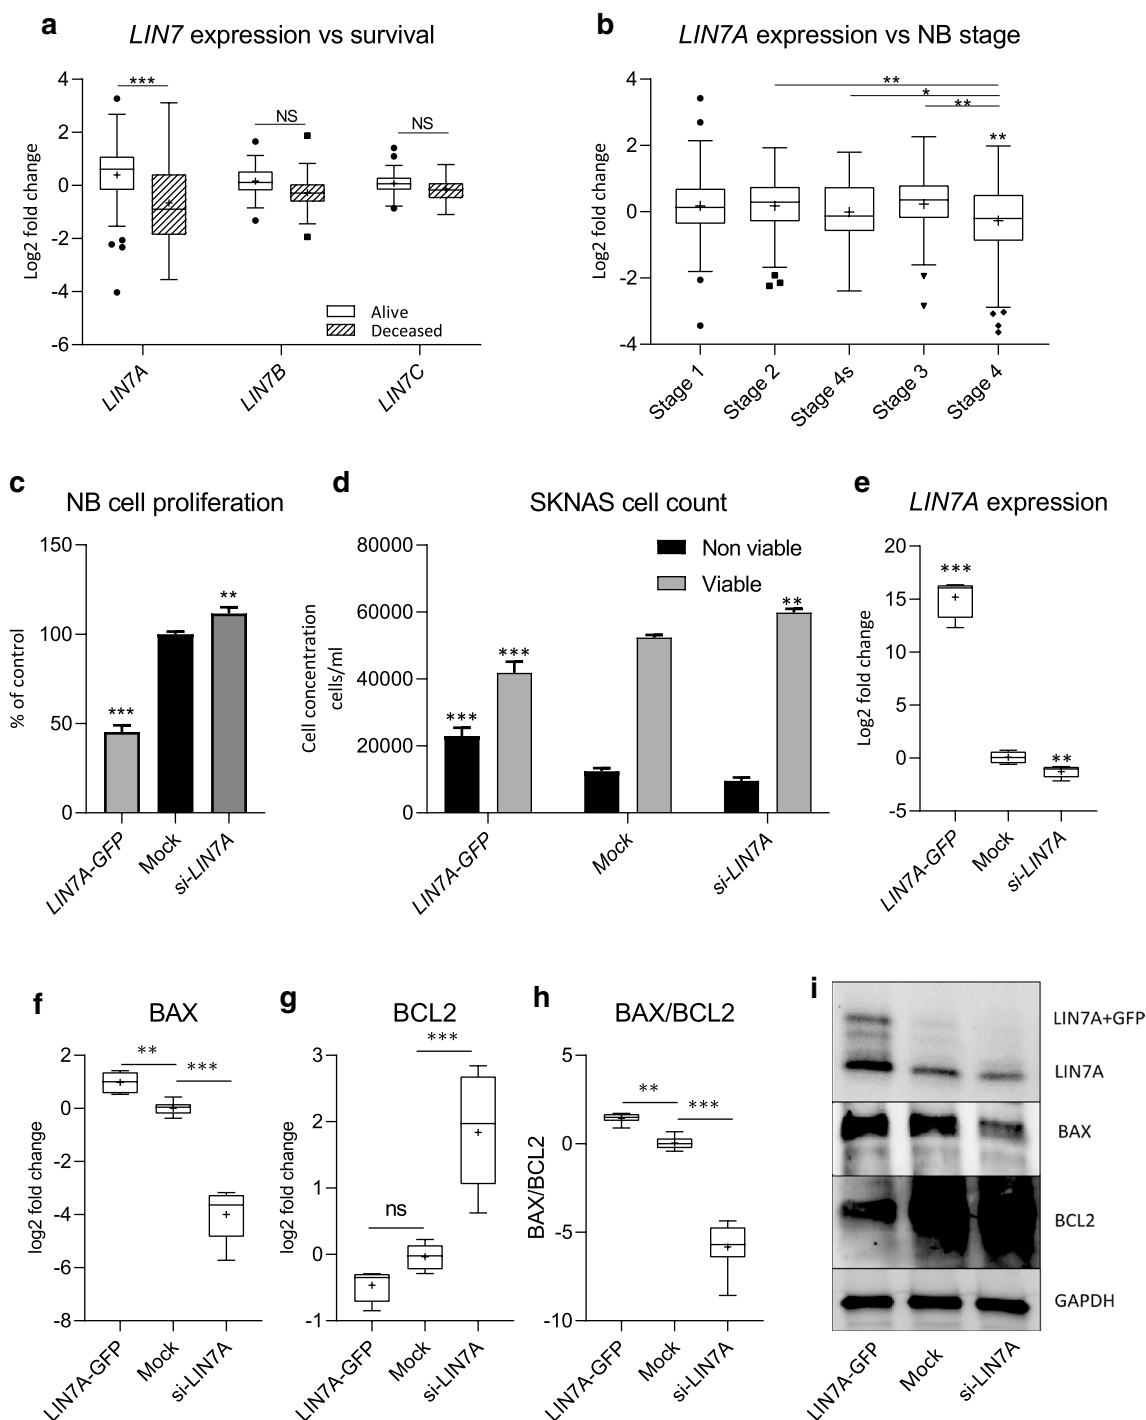 a
LIN7 expression vs survival
***
NS
NS
4
2
0
-2
-4
-6
Log2 fold change
Alive
Deceased
LIN7A
LIN7B
LIN7C
b
LIN7A expression vs NB stage
**
*
**
**
4
2
0
-2
-4
Log2 fold change
Stage 1
Stage 2
Stage 4s
Stage 3
Stage 4
c
NB cell proliferation
150
100
50
0
% of control
***
**
LIN7A-GFP
Mock
si-LIN7A
d
SKNAS cell count
80000
60000
40000
20000
0
Cell concentration
cells/ml
Non viable
Viable
***
***
**
LIN7A-GFP
Mock
si-LIN7A
e
LIN7A expression
20
15
10
5
0
-5
Log2 fold change
***
**
LIN7A-GFP
Mock
si-LIN7A
f
BAX
2
0
-2
-4
-6
-8
log2 fold change
**
***
LIN7A-GFP
Mock
si-LIN7A
g
BCL2
3
2
1
0
-1
log2 fold change
***
ns
LIN7A-GFP
Mock
si-LIN7A
h
BAX/BCL2
5
0
-5
-10
BAX/BCL2
**
***
LIN7A-GFP
Mock
si-LIN7A
i
LIN7A+GFP
LIN7A
BAX
BCL2
GAPDH
LIN7A-GFP
Mock
si-LIN7A